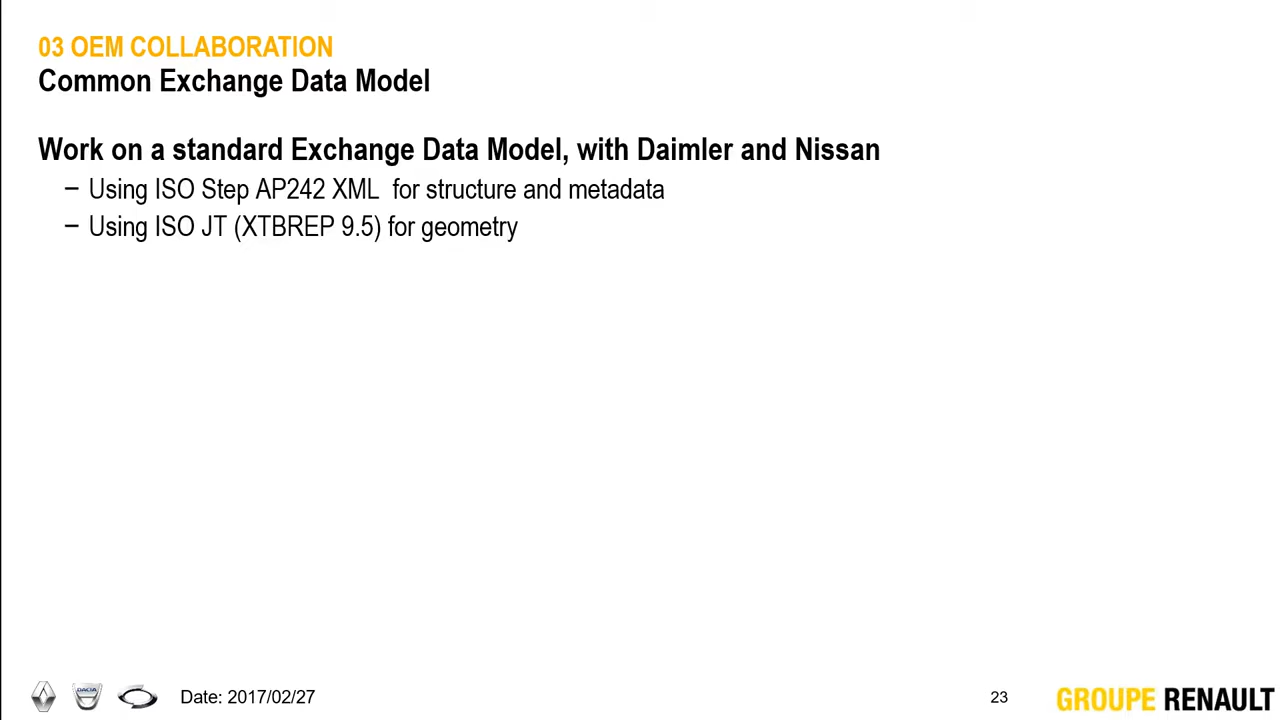 03 OEM COLLABORATION
Common Exchange Data Model
Work on a standard Exchange Data Model, with Daimler and Nissan
− Using ISO Step AP242 XML for structure and metadata
− Using ISO JT (XTBREP 9.5) for geometry
DACIA
Date: 2017/02/27
23
GROUPE RENAULT